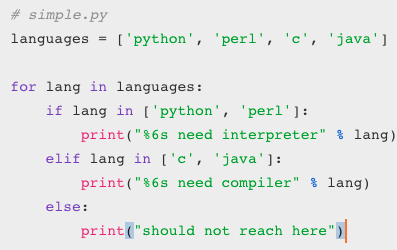 # simple.py
languages = ['python', 'perl', 'c', 'java']
for lang in languages:
    if lang in ['python', 'perl']:
        print("%6s need interpreter" % lang)
    elif lang in ['c', 'java']:
        print("%6s need compiler" % lang)
    else:
        print("should not reach here")